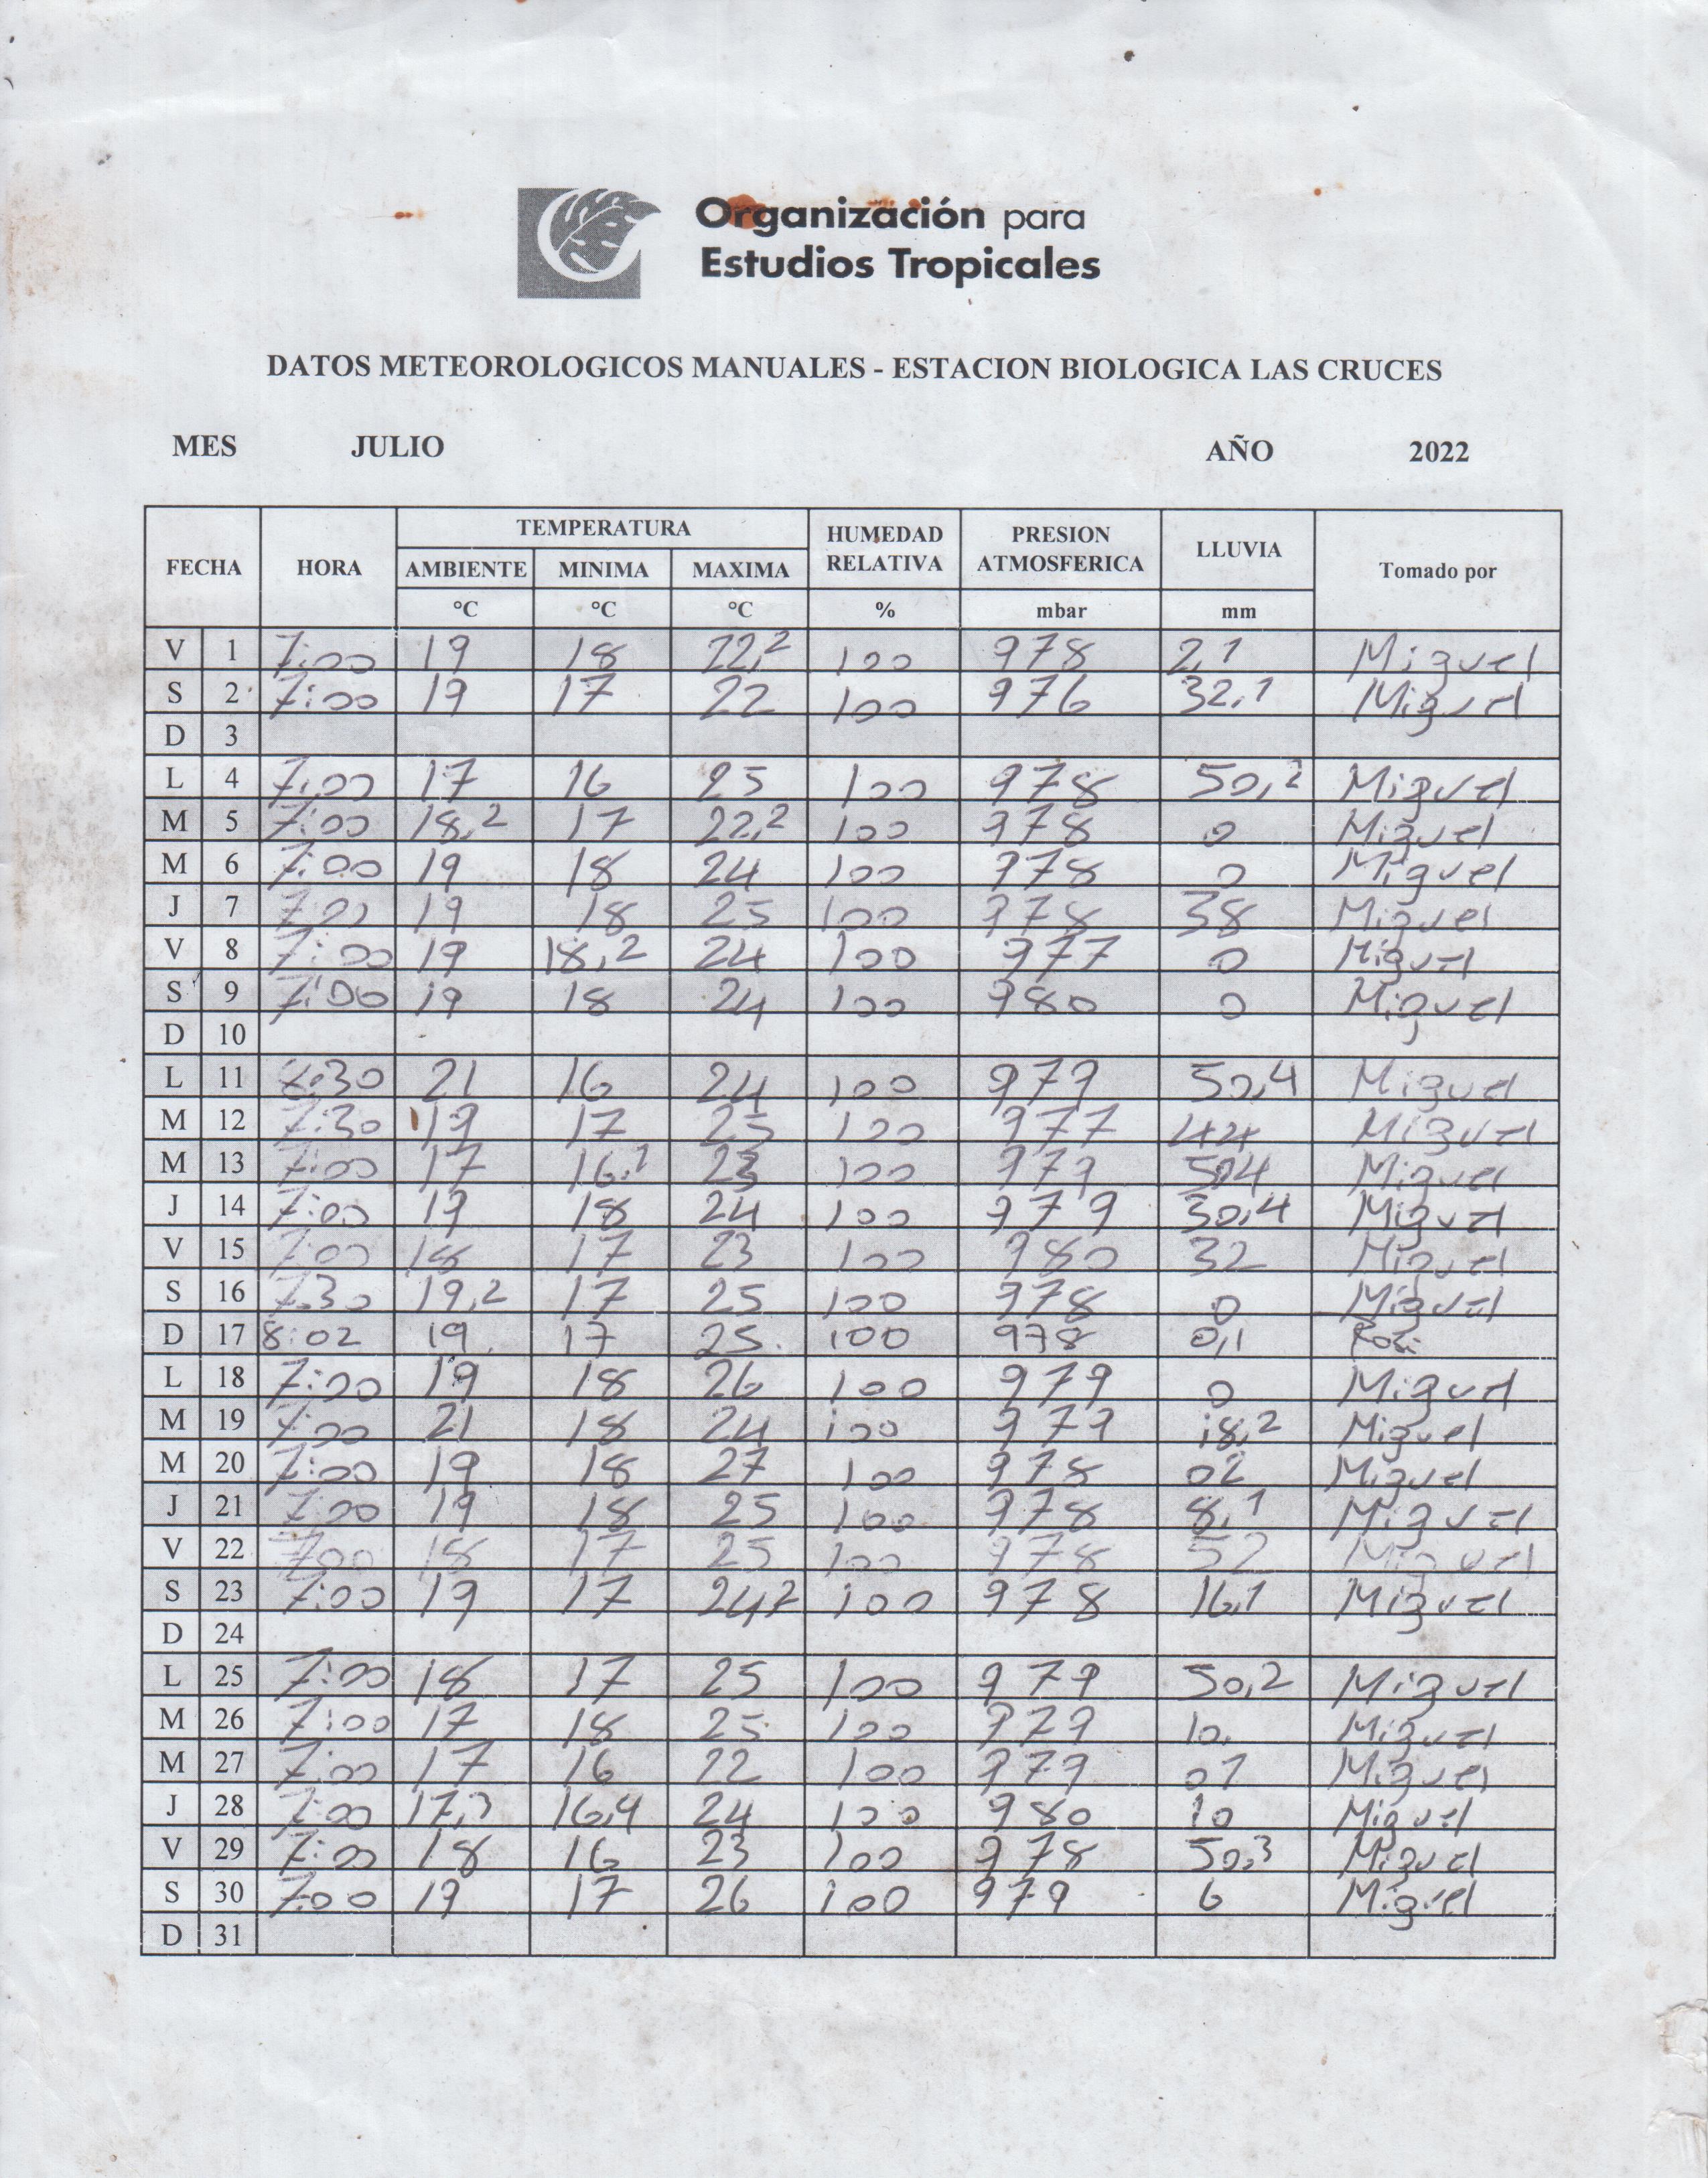 Organización para
Estudios Tropicales
DATOS METEOROLOGICOS MANUALES - ESTACION BIOLOGICA LAS CRUCES
MES JULIO AÑO 2022
FECHA HORA TEMPERATURA HUMEDAD RELATIVA PRESION ATMOSFERICA LLUVIA Tomado por
AMBIENTE MINIMA MAXIMA
°C °C °C % mbar mm
V 1 7:00 19 18 22,2 100 978 2,1 Miguel
S 2 7:00 19 17 22 100 976 32,1 Miguel
D 3
L 4 7:00 17 16 25 100 978 50,2 Miguel
M 5 7:00 18,2 17 22,2 100 978 0 Miguel
M 6 7:00 19 18 24 100 978 0 Miguel
J 7 7:00 19 18 25 100 978 38 Miguel
V 8 7:00 19 18,2 24 100 977 0 Miguel
S 9 7:00 19 18 24 100 980 0 Miguel
D 10
L 11 8:30 21 16 24 100 979 50,4 Miguel
M 12 7:30 19 17 25 100 977 44 Miguel
M 13 7:00 17 16,1 23 100 979 Miguel
J 14 7:00 19 18 24 100 979 30,4 Miguel
V 15 7:00 18 17 23 100 980 32 Miguel
S 16 7:30 19,2 17 25 100 978 0 Miguel
D 17 8:02 19 17 25 100 978 0,1
L 18 7:00 19 18 26 100 979 0 Miguel
M 19 7:00 21 18 24 100 979 18,2 Miguel
M 20 7:00 19 18 27 100 978 02 Miguel
J 21 7:00 19 18 25 100 978 8,1 Miguel
V 22 7:00 18 17 25 100 978 52 Miguel
S 23 7:00 19 17 24,2 100 978 16,1 Miguel
D 24
L 25 7:00 18 17 25 100 979 50,2 Miguel
M 26 7:00 17 18 25 100 979 10, Miguel
M 27 7:00 17 16 22 100 979 01 Miguel
J 28 7:00 17,3 16,4 24 100 980 10 Miguel
V 29 7:00 18 16 23 100 978 50,3 Miguel
S 30 7:00 19 17 26 100 979 6 Miguel
D 31